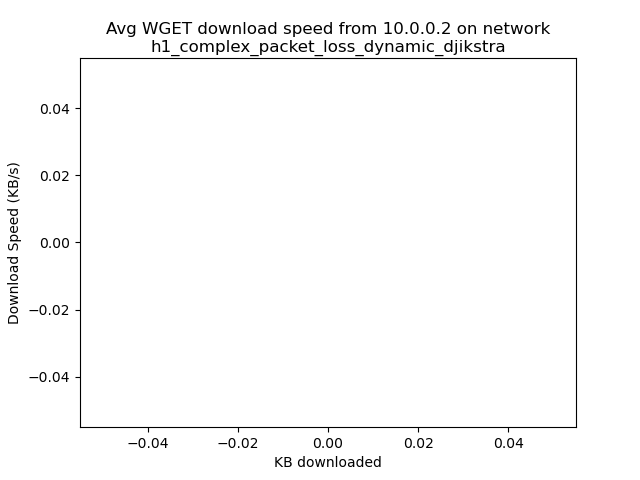 Avg WGET download speed from 10.0.0.2 on network
h1_complex_packet_loss_dynamic_djikstra
Download Speed (KB/s)
0.04
0.02
0.00
−0.02
−0.04
−0.04
−0.02
0.00
0.02
0.04
KB downloaded